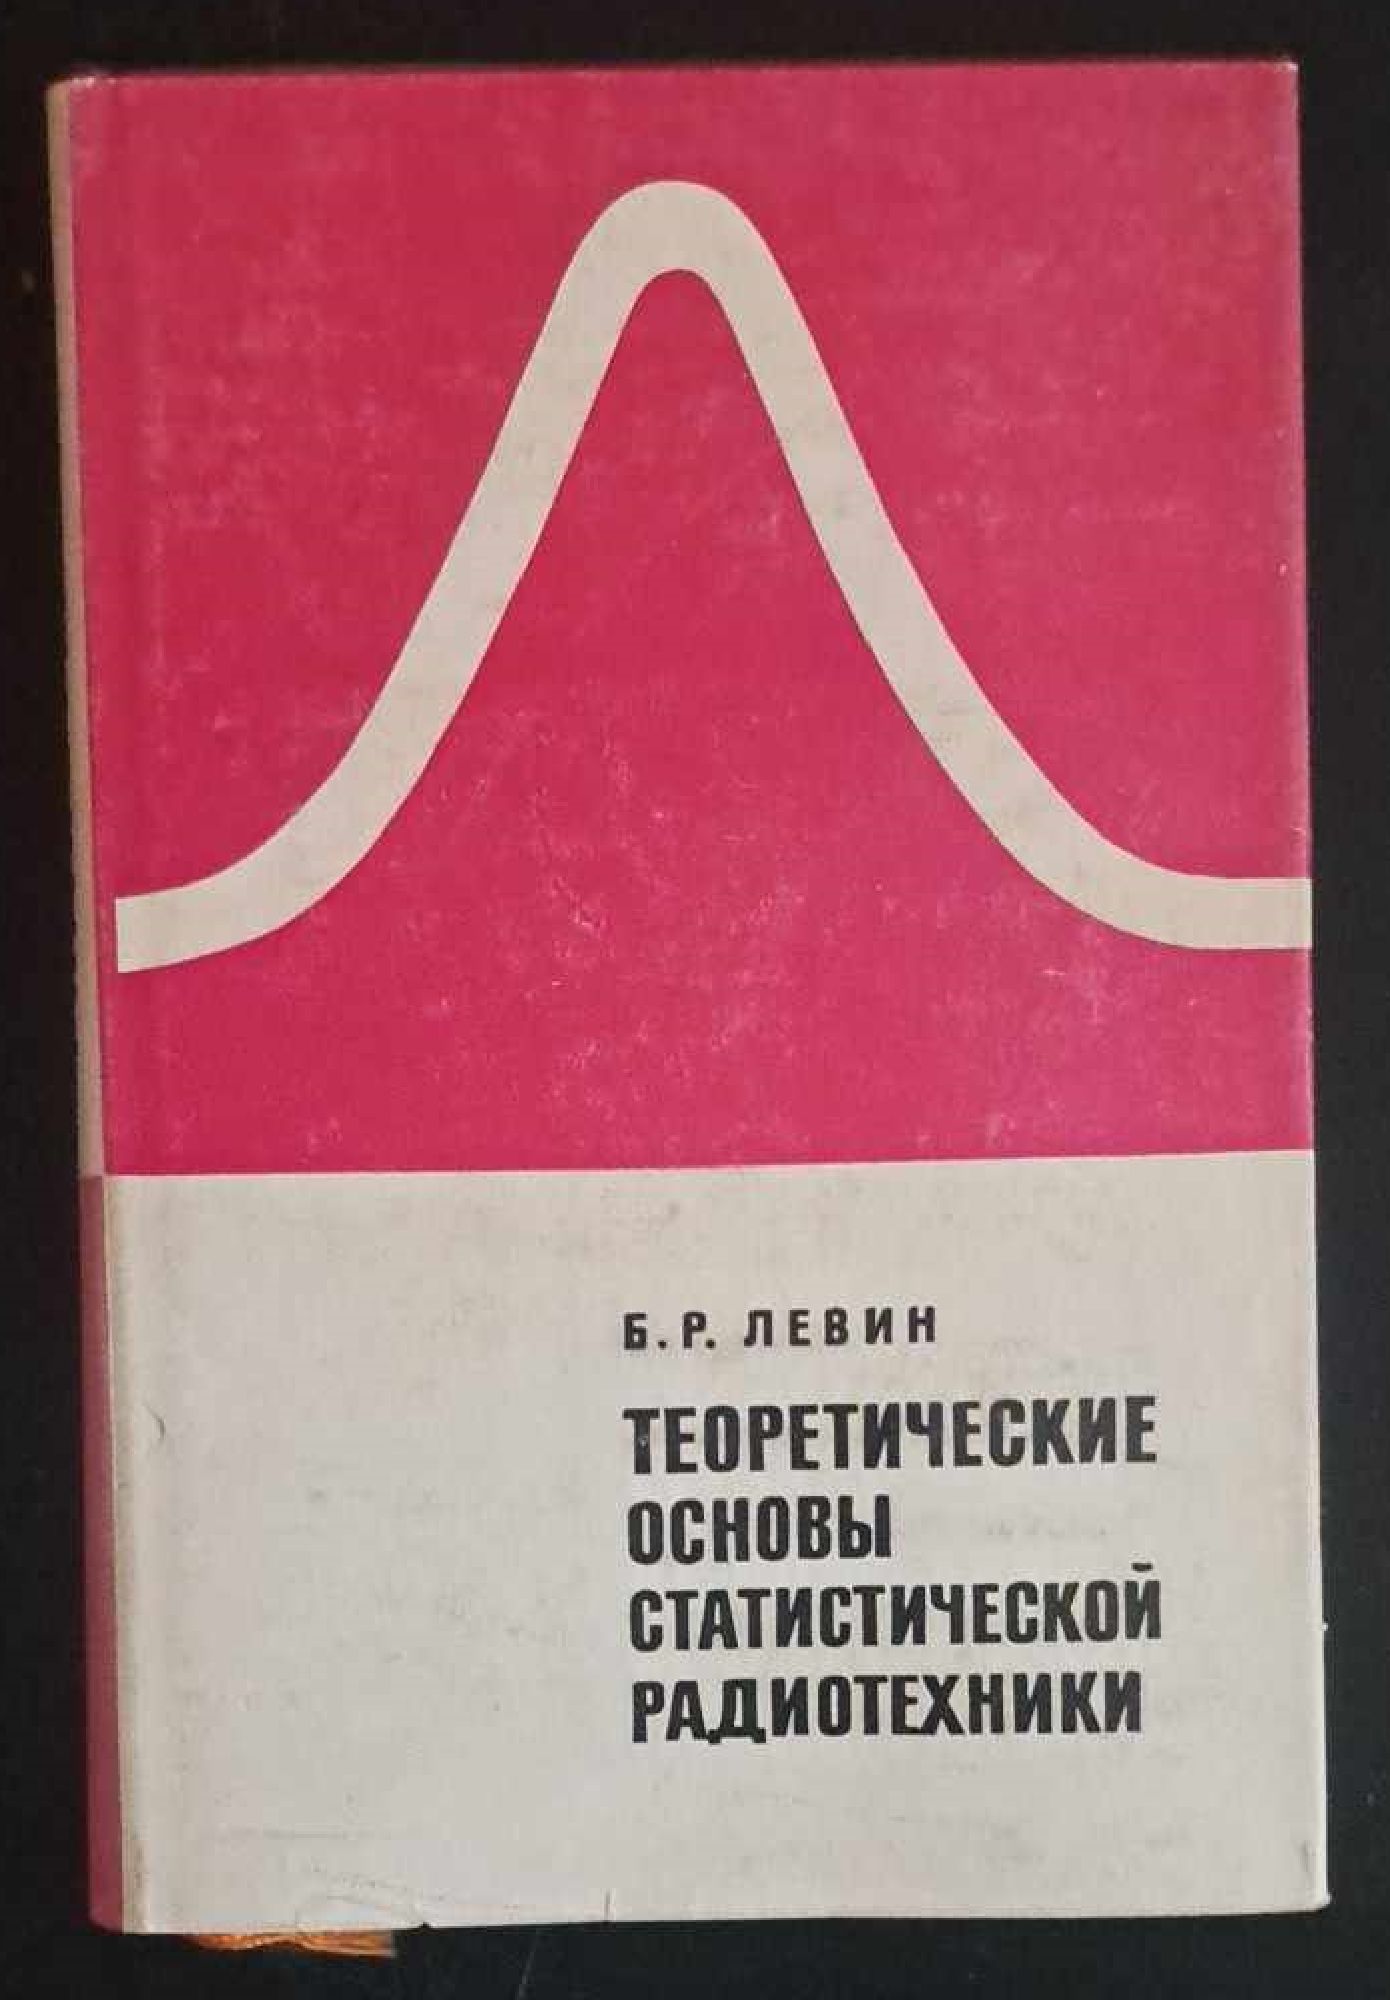 Б. Р. ЛЕВИН
ТЕОРЕТИЧЕСКИЕ
ОСНОВЫ
СТАТИСТИЧЕСКОЙ
РАДИОТЕХНИКИ